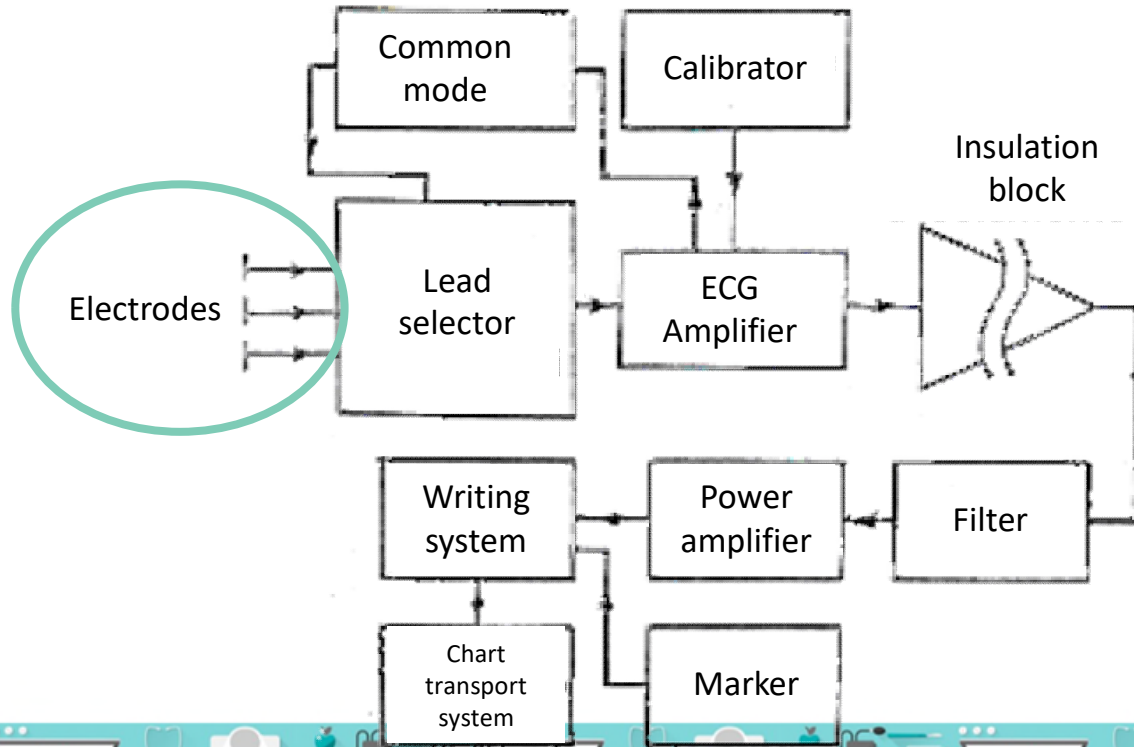 Common
mode
Calibrator
Insulation
block
Electrodes
Lead
selector
ECG
Amplifier
Writing
system
Power
amplifier
Filter
Chart
transport
system
Marker